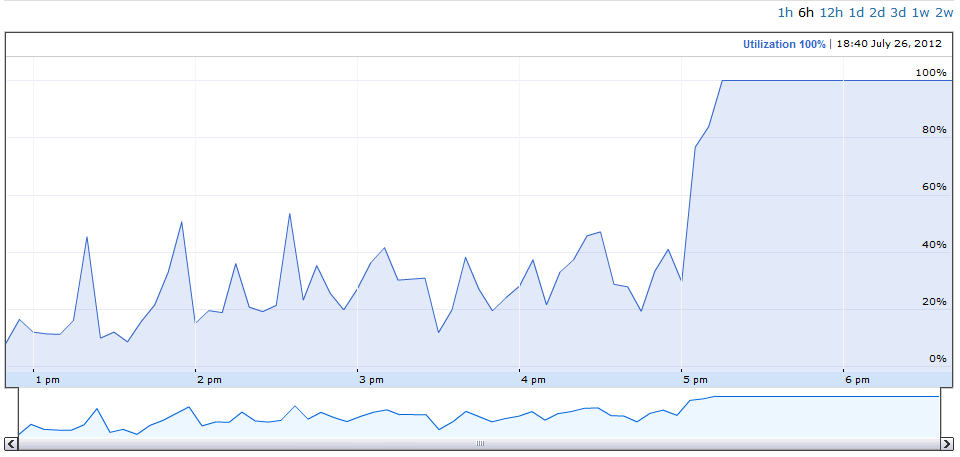 1h 6h 12h 1d 2d 3d 1w 2w
Utilization 100% | 18:40 July 26, 2012
100%
80%
60%
40%
20%
0%
1 pm 2 pm 3 pm 4 pm 5 pm 6 pm